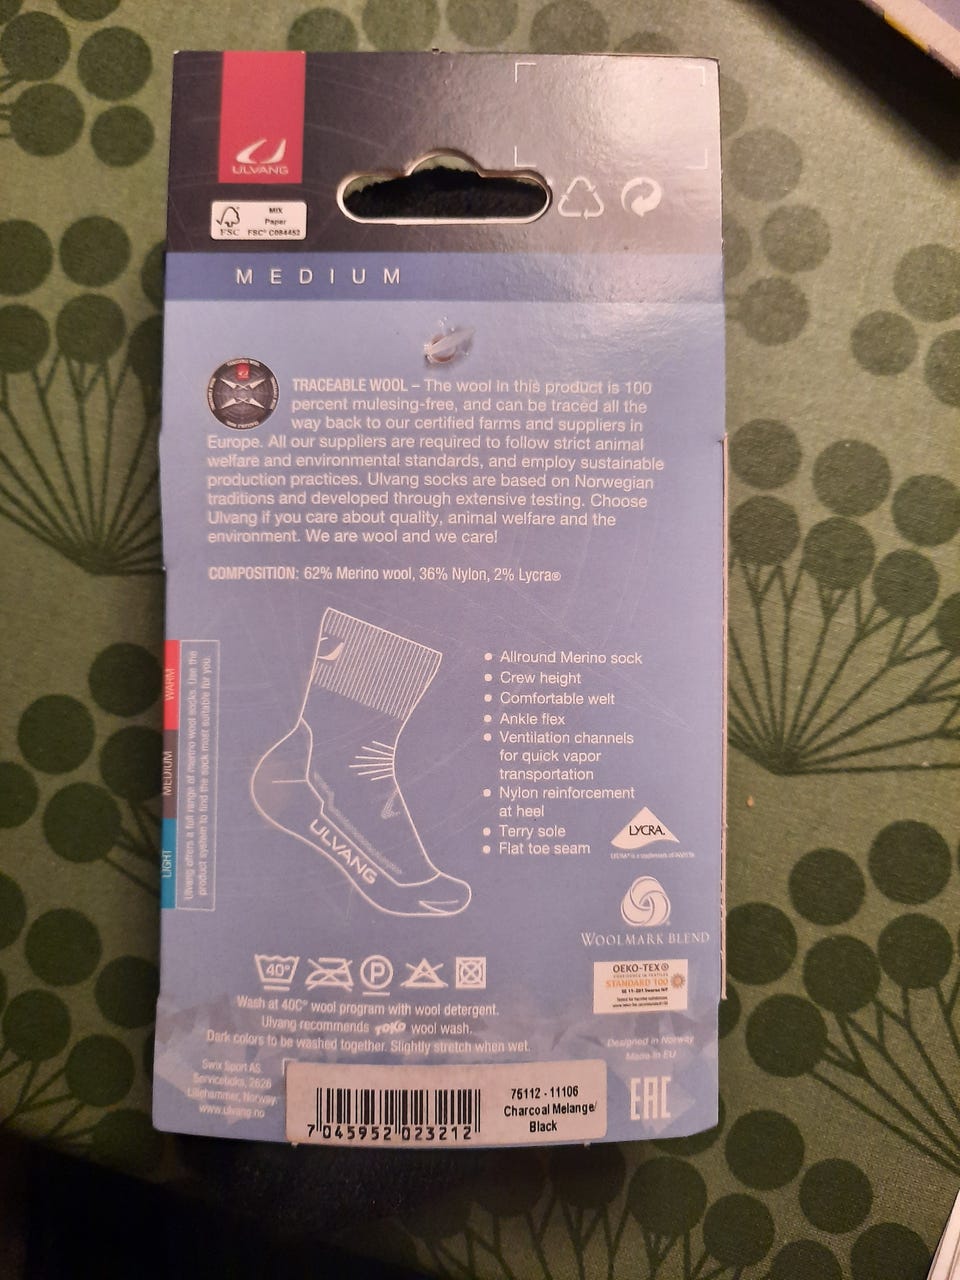 ULVANG
MIX
Paper
FSC® C084452
FSC
MEDIUM
TRACEABLE WOOL – The wool in this product is 100
percent mulesing-free, and can be traced all the
way back to our certified farms and suppliers in
Europe. All our suppliers are required to follow strict animal
welfare and environmental standards, and employ sustainable
production practices. Ulvang socks are based on Norwegian
traditions and developed through extensive testing. Choose
Ulvang if you care about quality, animal welfare and the
environment. We are wool and we care!
COMPOSITION: 62% Merino wool, 36% Nylon, 2% Lycra®
WARM
MEDIUM
LIGHT
Ulvang offers a full range of merino wool socks. Use the
product system to find the sock most suitable for you.
ULVANG
• Allround Merino sock
• Crew height
• Comfortable welt
• Ankle flex
• Ventilation channels
for quick vapor
transportation
• Nylon reinforcement
at heel
• Terry sole
• Flat toe seam
LYCRA.
WOOLMARK BLEND
OEKO-TEX®
CONFIDENCE IN TEXTILES
STANDARD 100
40°
P
Wash at 40C° wool program with wool detergent.
Ulvang recommends TOKO wool wash.
Dark colors to be washed together. Slightly stretch when wet.
Designed in Norway
Made in EU
EAC
Swix Sport AS
Serviceboks, 2626
Lillehammer, Norway.
www.ulvang.no
7 045952 023212
75112 - 11106
Charcoal Melange/
Black